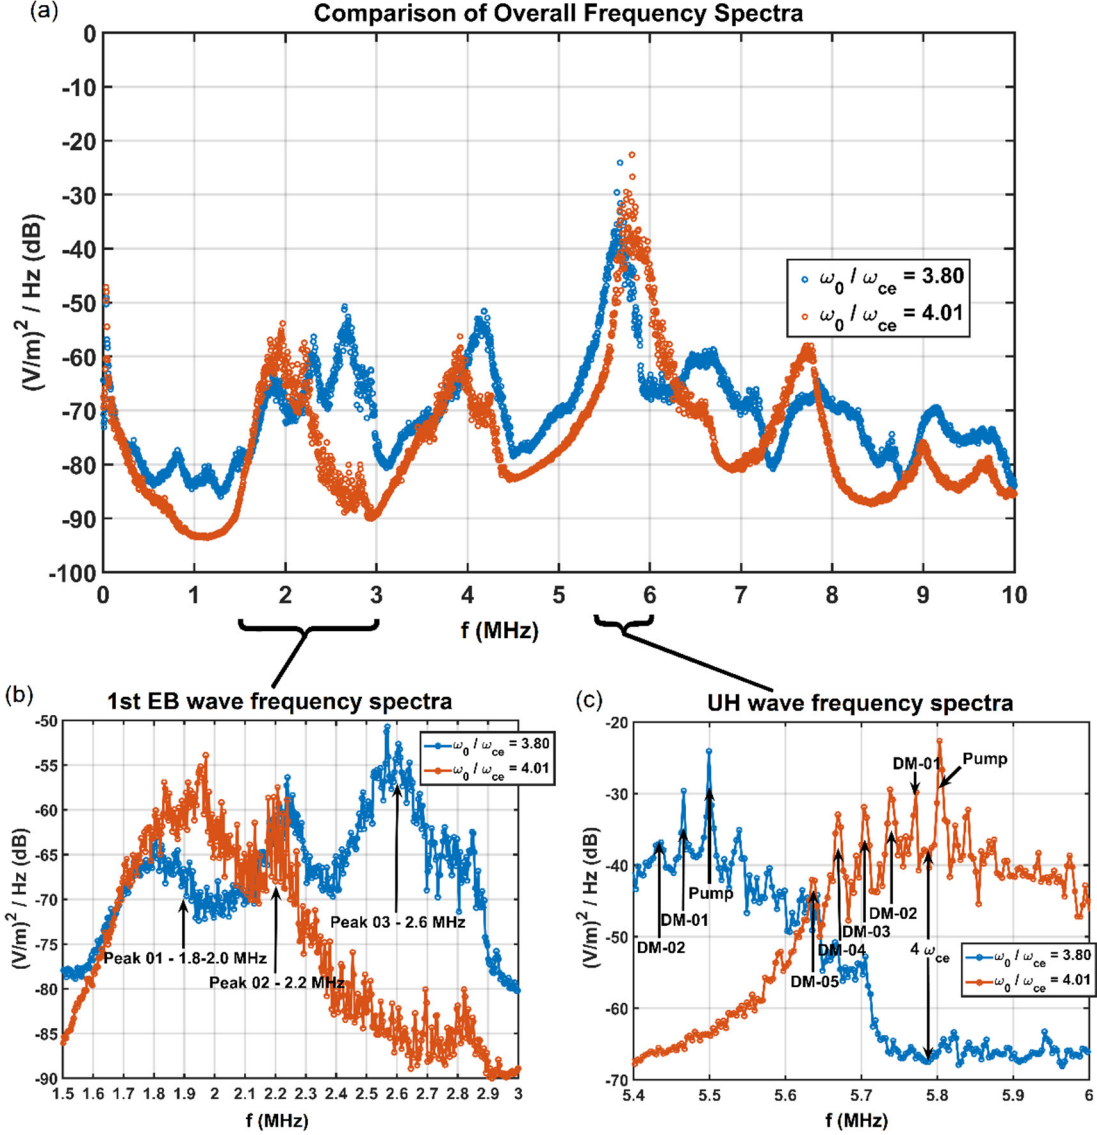 (a)
Comparison of Overall Frequency Spectra
0
-10
-20
-30
-40
-50
-60
-70
-80
-90
-100
(V/m)² / Hz (dB)
ω₀ / ω_ce = 3.80
ω₀ / ω_ce = 4.01
0 1 2 3 4 5 6 7 8 9 10
f (MHz)
(b)
1st EB wave frequency spectra
-50
-55
-60
-65
-70
-75
-80
-85
-90
(V/m)² / Hz (dB)
ω₀ / ω_ce = 3.80
ω₀ / ω_ce = 4.01
Peak 03 - 2.6 MHz
Peak 01 - 1.8-2.0 MHz
Peak 02 - 2.2 MHz
1.5 1.6 1.7 1.8 1.9 2 2.1 2.2 2.3 2.4 2.5 2.6 2.7 2.8 2.9 3
f (MHz)
(c)
UH wave frequency spectra
-20
-30
-40
-50
-60
-70
(V/m)² / Hz (dB)
DM-01
Pump
Pump
DM-01
DM-02
DM-02
DM-03
DM-04
DM-05
4 ω_ce
ω₀ / ω_ce = 3.80
ω₀ / ω_ce = 4.01
5.4 5.5 5.6 5.7 5.8 5.9 6
f (MHz)